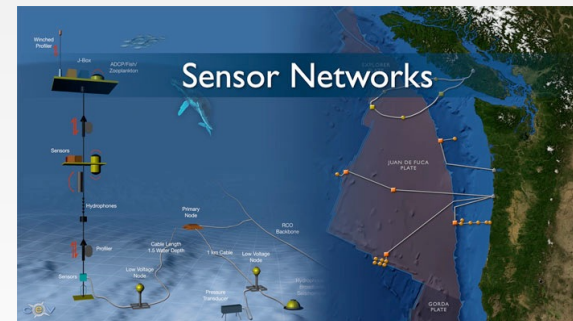 Winched
Profiler
J-Box
ADCP/FishV
Zooplankton
Sensor Networks
EXPLORER
Sensors
JUAN DE FUCA
PLATE
Hydrophones
Primary
Node
RCO
Backbone
Cable Length
1.5 Water Depth
1 km Cable
Low Voltage
Node
Profiler
Sensors
Low Voltage
Node
Pressure
Transducer
GORDA
PLATE